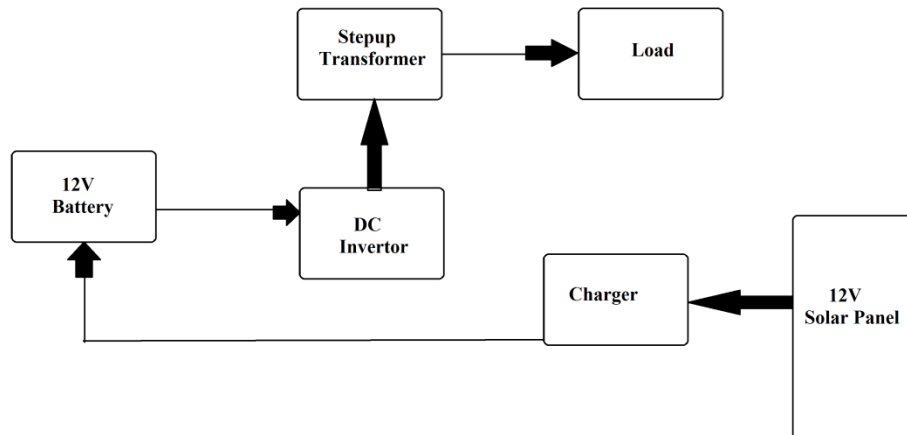 Stepup
Transformer
Load
12V
Battery
DC
Invertor
Charger
12V
Solar Panel